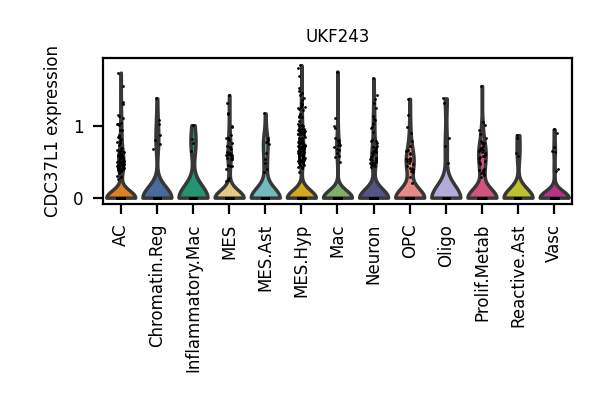 UKF243
CDC37L1 expression
1
0
AC
Chromatin.Reg
Inflammatory.Mac
MES
MES.Ast
MES.Hyp
Mac
Neuron
OPC
Oligo
Prolif.Metab
Reactive.Ast
Vasc